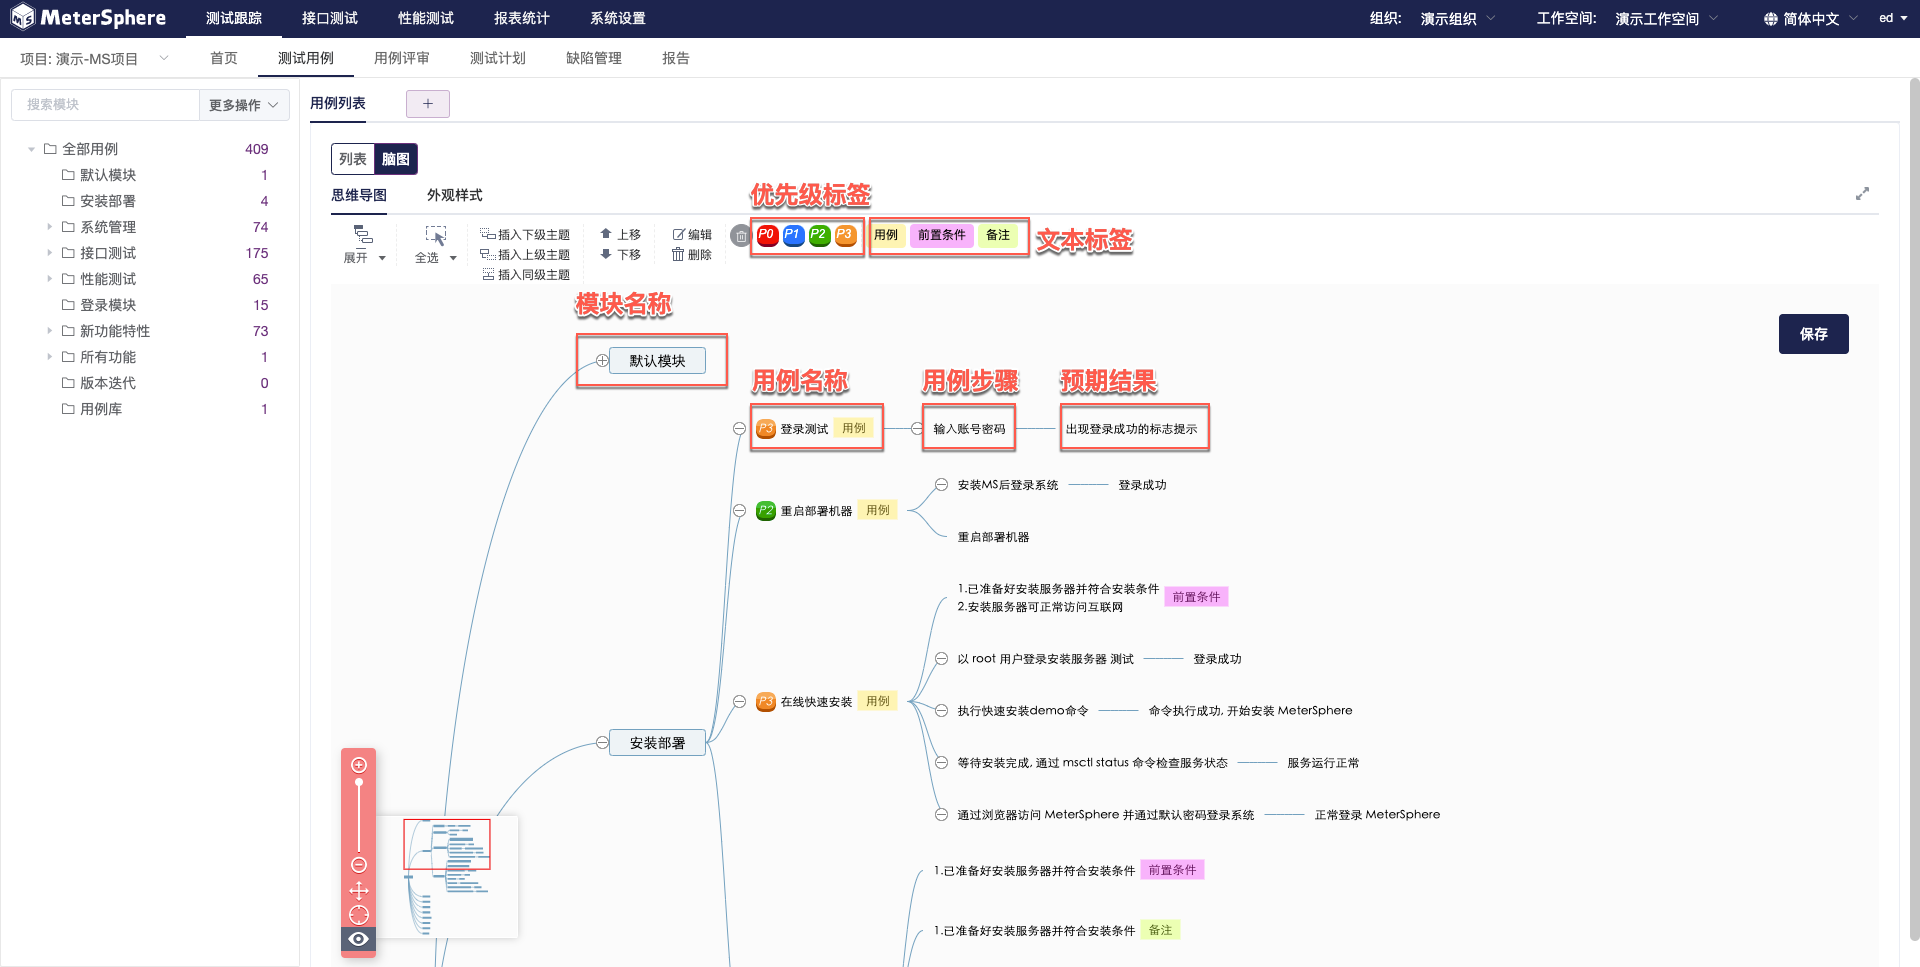 MeterSphere 测试跟踪 接口测试 性能测试 报表统计 系统设置 组织: 演示组织 工作空间: 演示工作空间 简体中文 ed
项目: 演示-MS项目 首页 测试用例 用例评审 测试计划 缺陷管理 报告
搜索模块 更多操作
全部用例 409
默认模块 1
安装部署 4
系统管理 74
接口测试 175
性能测试 65
登录模块 15
新功能特性 73
所有功能 1
版本迭代 0
用例库 1
用例列表 +
列表 脑图
思维导图 外观样式
优先级标签
展开 全选
插入下级主题
插入上级主题
插入同级主题
上移
下移
编辑
删除
P0 P1 P2 P3 用例 前置条件 备注
文本标签
模块名称
保存
默认模块
用例名称 用例步骤 预期结果
P3 登录测试 用例 输入账号密码 出现登录成功的标志提示
安装MS后登录系统 登录成功
P2 重启部署机器 用例
重启部署机器
1.已准备好安装服务器并符合安装条件
2.安装服务器可正常访问互联网
前置条件
以 root 用户登录安装服务器 测试 登录成功
P3 在线快速安装 用例
执行快速安装demo命令 命令执行成功, 开始安装 MeterSphere
安装部署
等待安装完成, 通过 msctl status 命令检查服务状态 服务运行正常
通过浏览器访问 MeterSphere 并通过默认密码登录系统 正常登录 MeterSphere
1.已准备好安装服务器并符合安装条件 前置条件
1.已准备好安装服务器并符合安装条件 备注